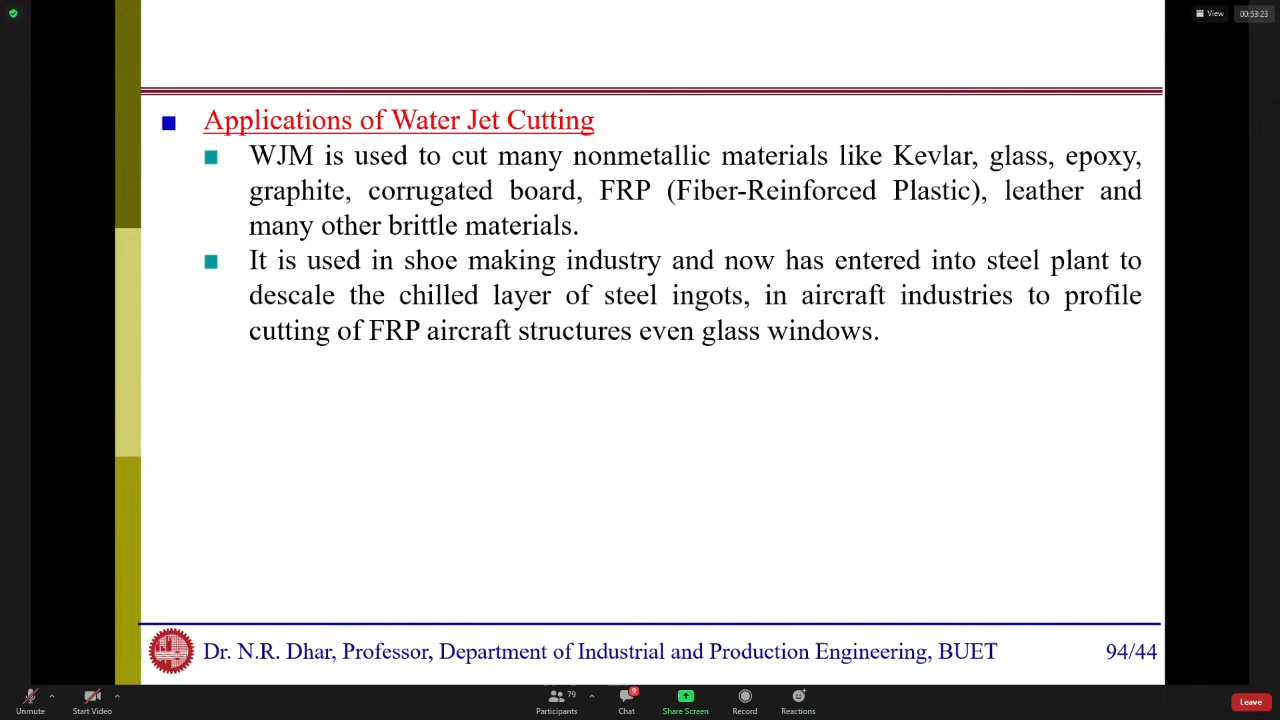 View 00:53:23
Applications of Water Jet Cutting
WJM is used to cut many nonmetallic materials like Kevlar, glass, epoxy,
graphite, corrugated board, FRP (Fiber-Reinforced Plastic), leather and
many other brittle materials.
It is used in shoe making industry and now has entered into steel plant to
descale the chilled layer of steel ingots, in aircraft industries to profile
cutting of FRP aircraft structures even glass windows.
Dr. N.R. Dhar, Professor, Department of Industrial and Production Engineering, BUET 94/44
79 9
Unmute Start Video Participants Chat Share Screen Record Reactions Leave